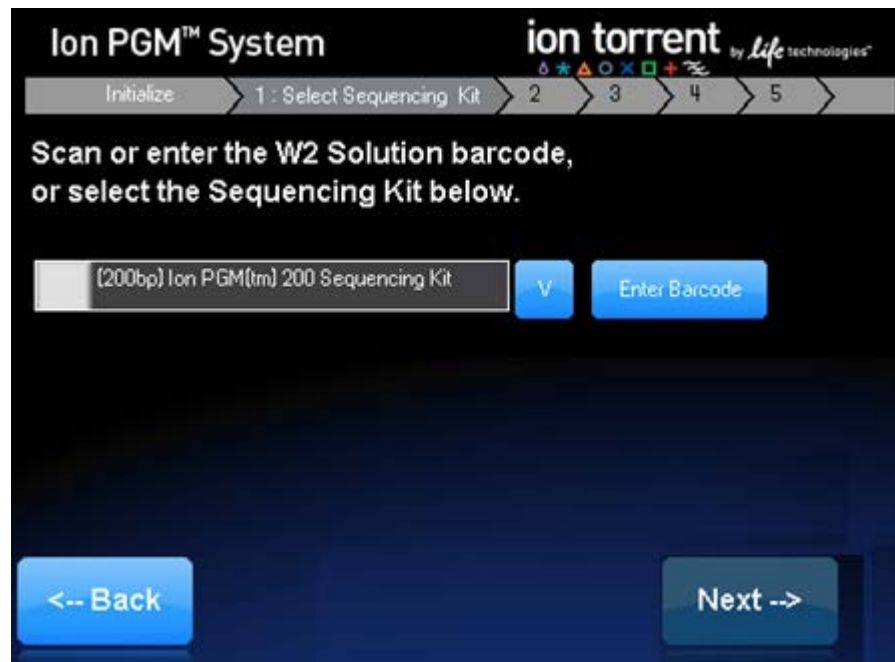 Ion PGM™ System
ion torrent by life technologies™
Initialize 1 : Select Sequencing Kit 2 3 4 5
Scan or enter the W2 Solution barcode,
or select the Sequencing Kit below.
(200bp) Ion PGM(tm) 200 Sequencing Kit V Enter Barcode
<-- Back Next -->